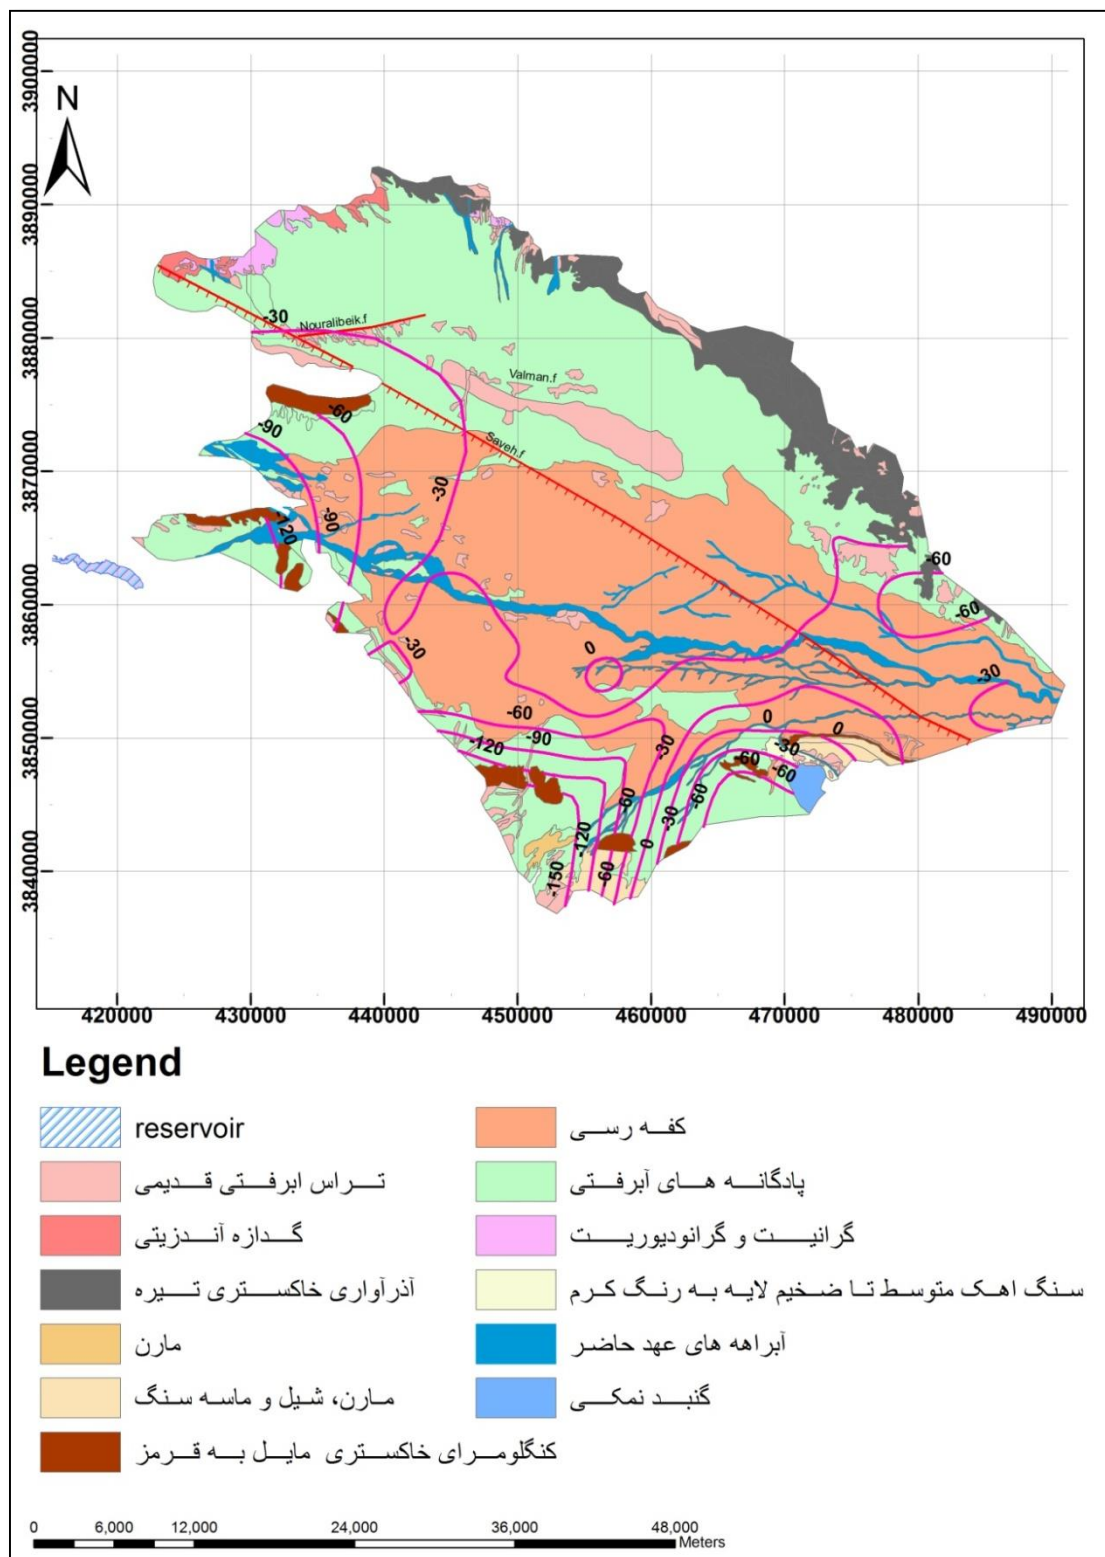 N
3900000
3890000
3880000
3870000
3860000
3850000
3840000
-30
Nouralibeik.f
Valman.f
-60
-90
Saveh.f
-30
-90
-120
-60
-60
-30
0
-30
-60
-90
-120
-30
0
0
-30
-60
-60
-60
-60
-30
-120
0
-60
-150
420000 430000 440000 450000 460000 470000 480000 490000
Legend
reservoir
کفه رسی
تراس ابرفتی قدیمی
پادگانه های آبرفتی
گدازه آندزیتی
گرانیت و گرانودیوریت
آذرآواری خاکستری تیره
سنگ اهک متوسط تا ضخیم لایه به رنگ کرم
مارن
آبراهه های عهد حاضر
مارن، شیل و ماسه سنگ
گنبد نمکی
کنگلومرای خاکستری مایل به قرمز
0 6,000 12,000 24,000 36,000 48,000
Meters